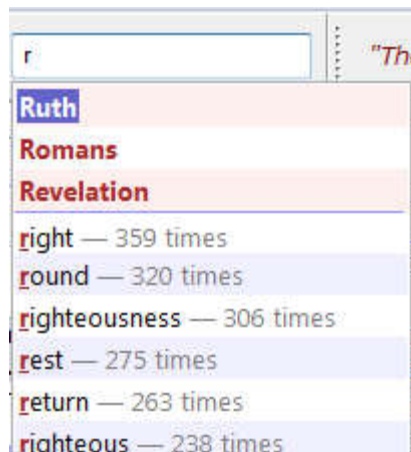 r
"Th
Ruth
Romans
Revelation
right — 359 times
round — 320 times
righteousness — 306 times
rest — 275 times
return — 263 times
righteous — 238 times